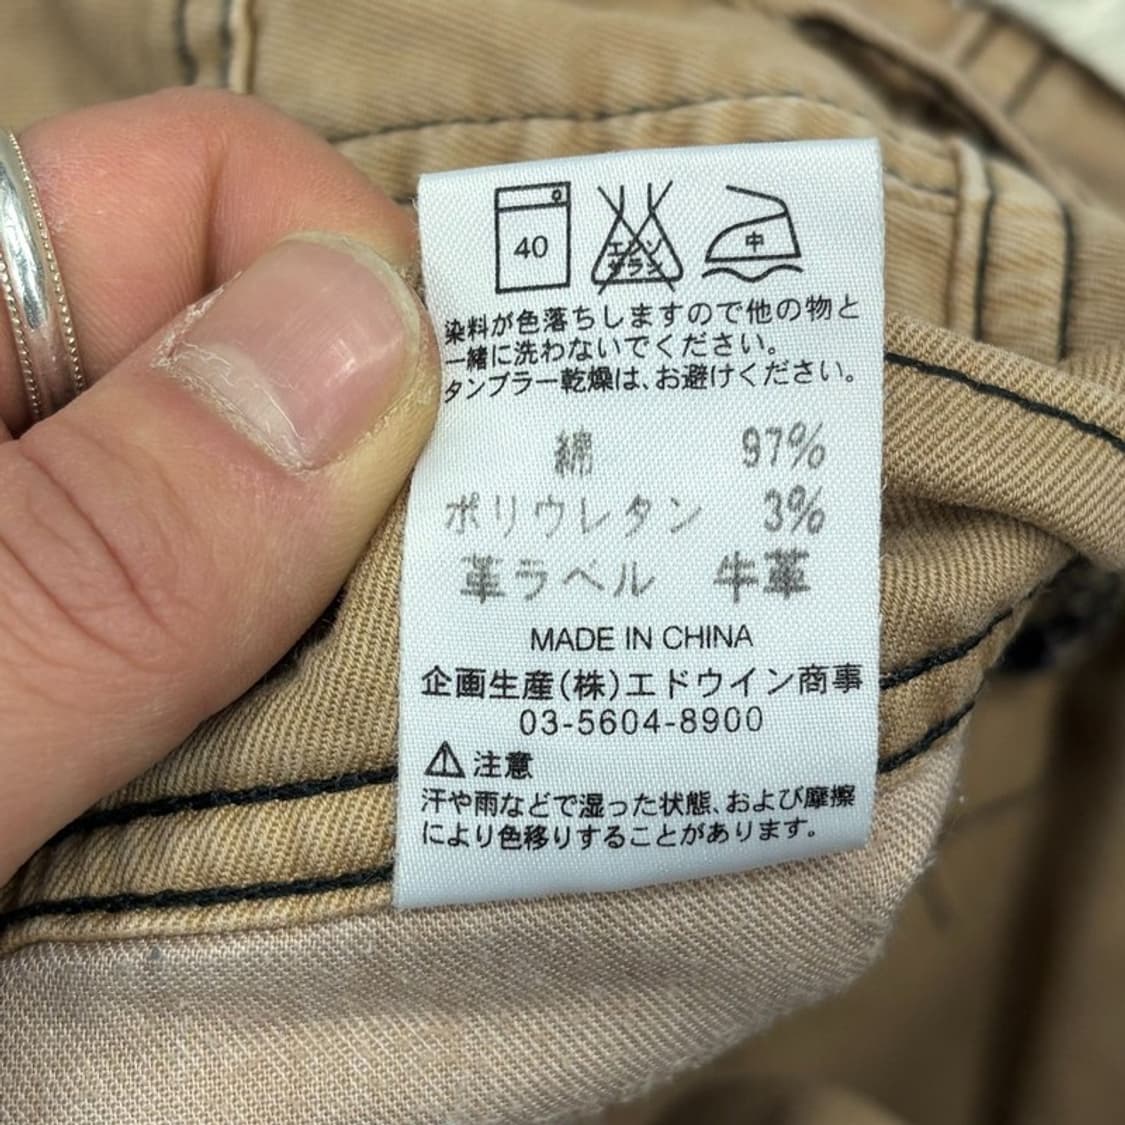 40
エンソ
サラシ
中
染料が色落ちしますので他の物と
一緒に洗わないでください。
タンブラー乾燥は、お避けください。
綿 97%
ポリウレタン 3%
革ラベル 牛革
MADE IN CHINA
企画生産(株)エドウイン商事
03-5604-8900
注意
汗や雨などで湿った状態、および摩擦
により色移りすることがあります。